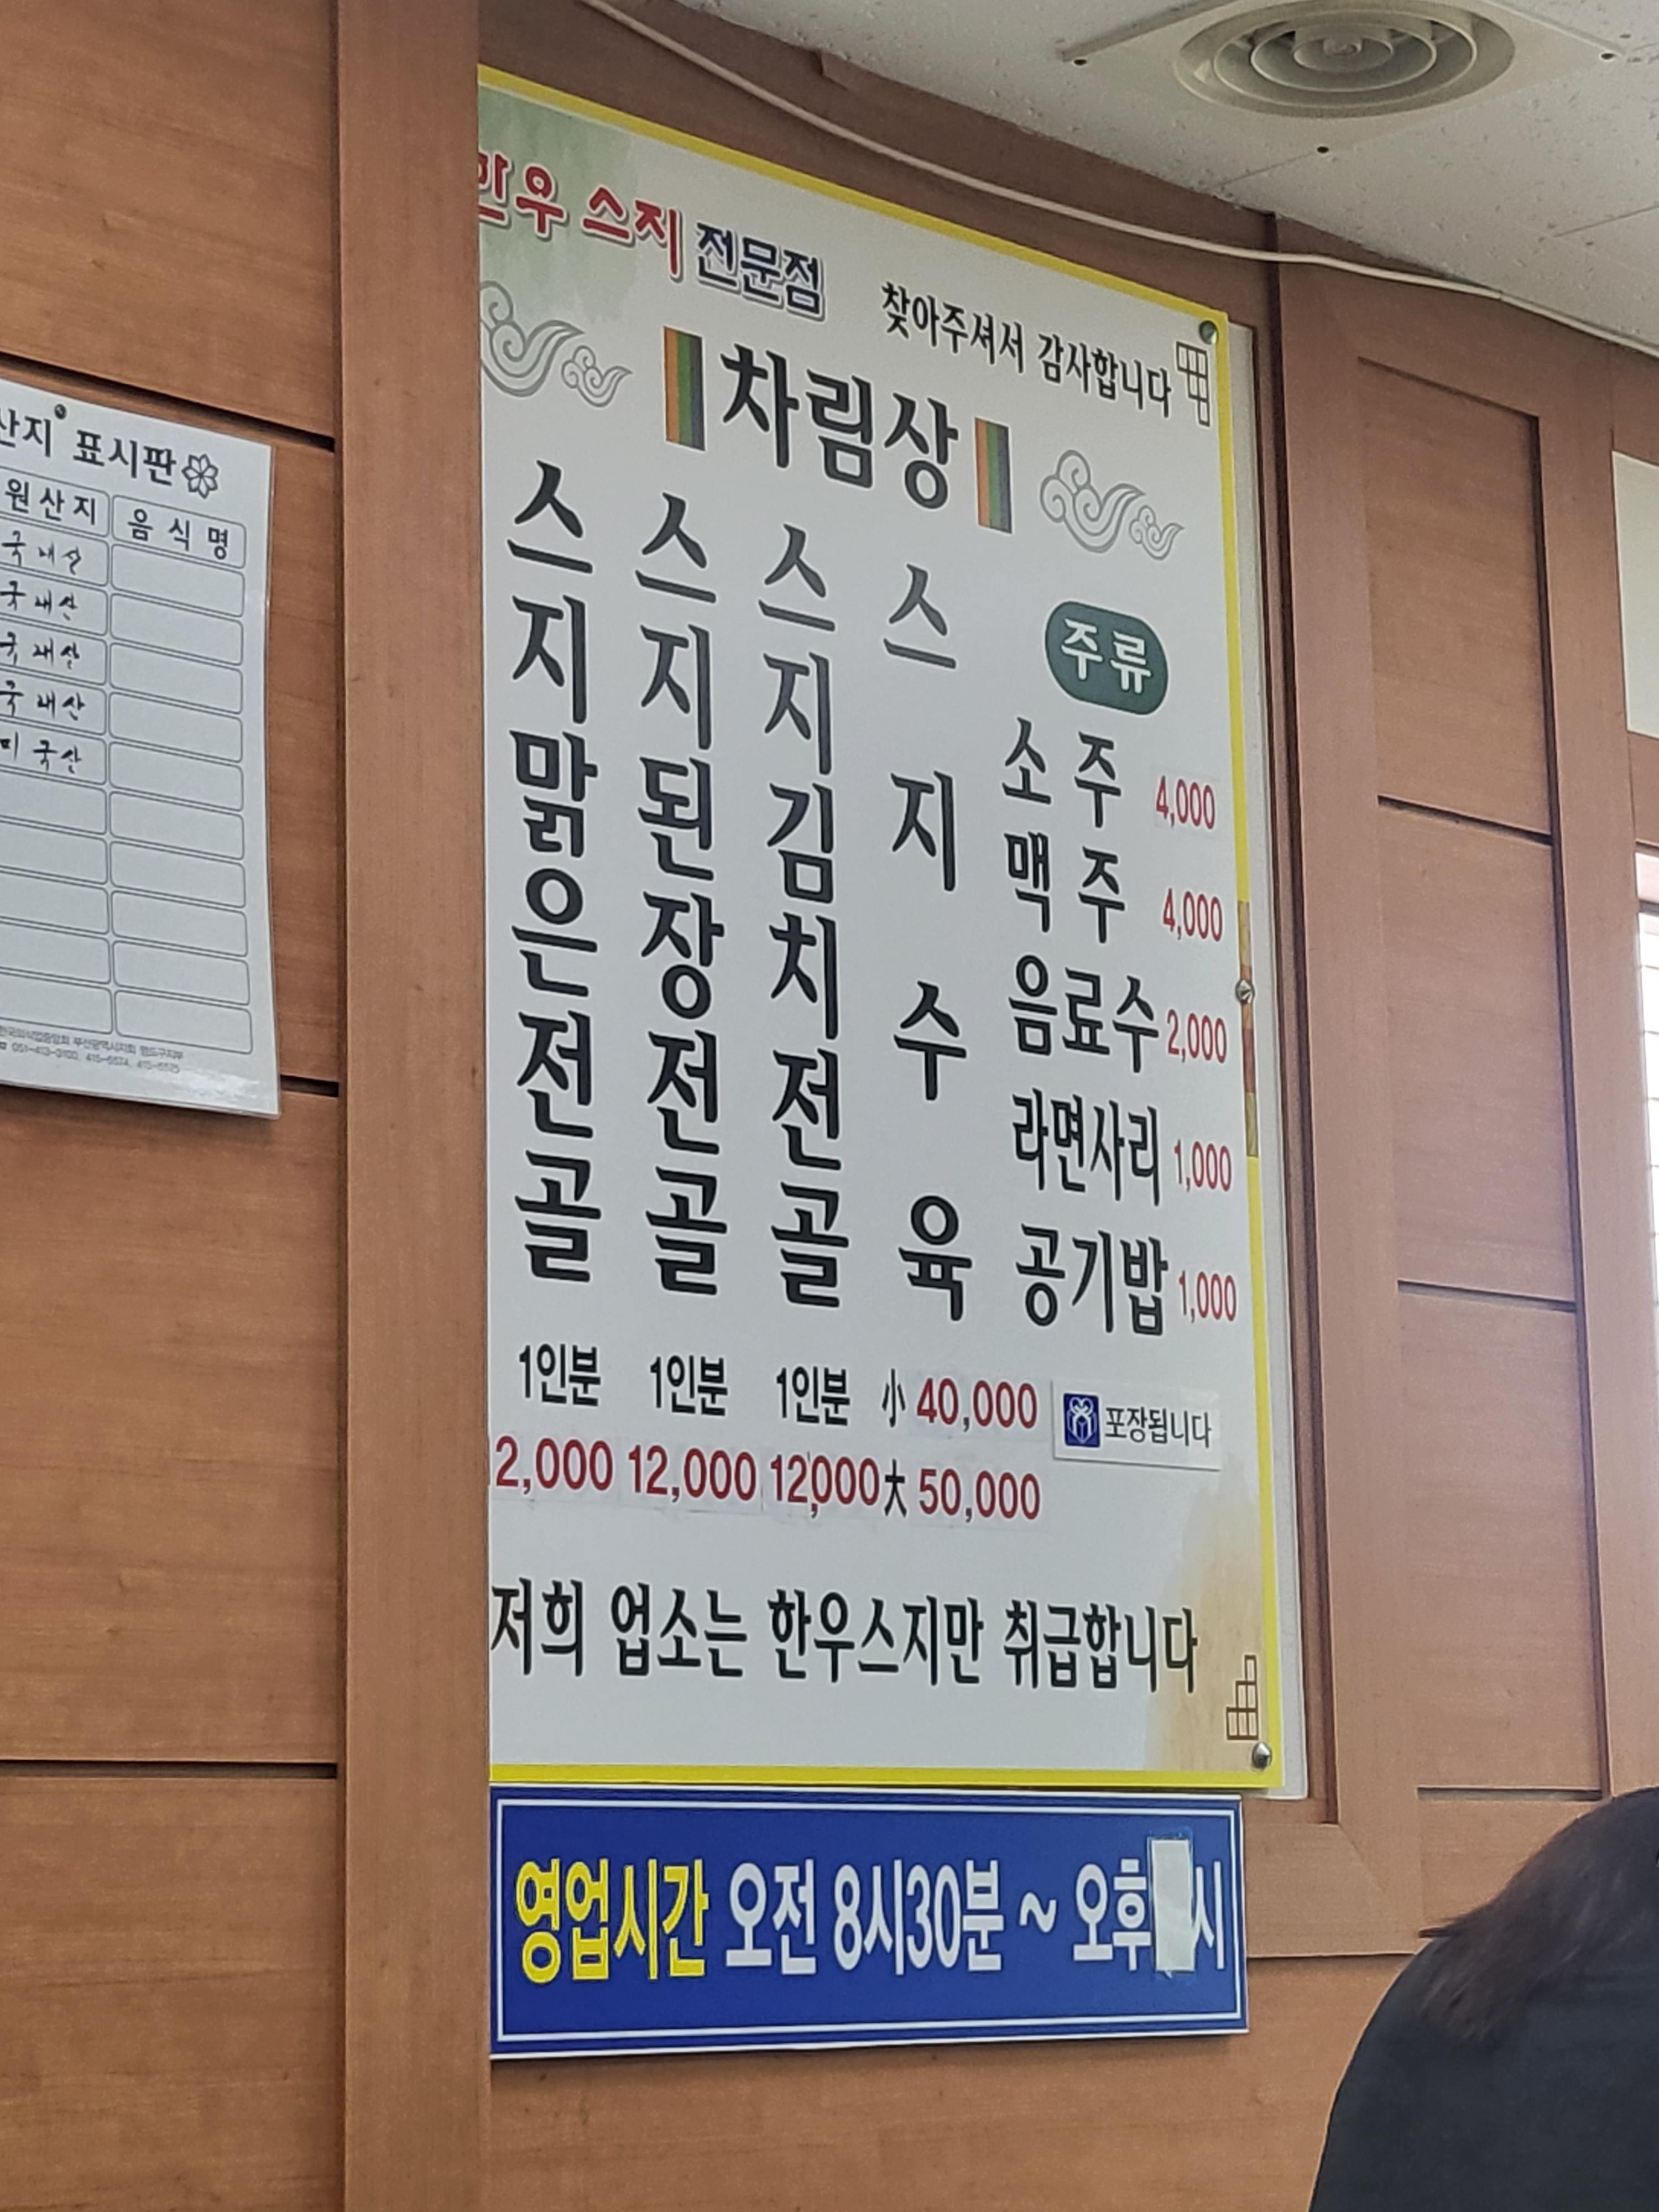 산지 표시판
원산지 음식명
국내산
국내산
국내산
국내산
미국산
한우 스지 전문점
찾아주셔서 감사합니다
차림상
스지맑은전골
1인분
2,000
스지된장전골
1인분
12,000
스지김치전골
1인분
12,000
스지수육
小 40,000
大 50,000
주류
소주 4,000
맥주 4,000
음료수 2,000
라면사리 1,000
공기밥 1,000
포장됩니다
저희 업소는 한우스지만 취급합니다
영업시간 오전 8시30분 ~ 오후 시